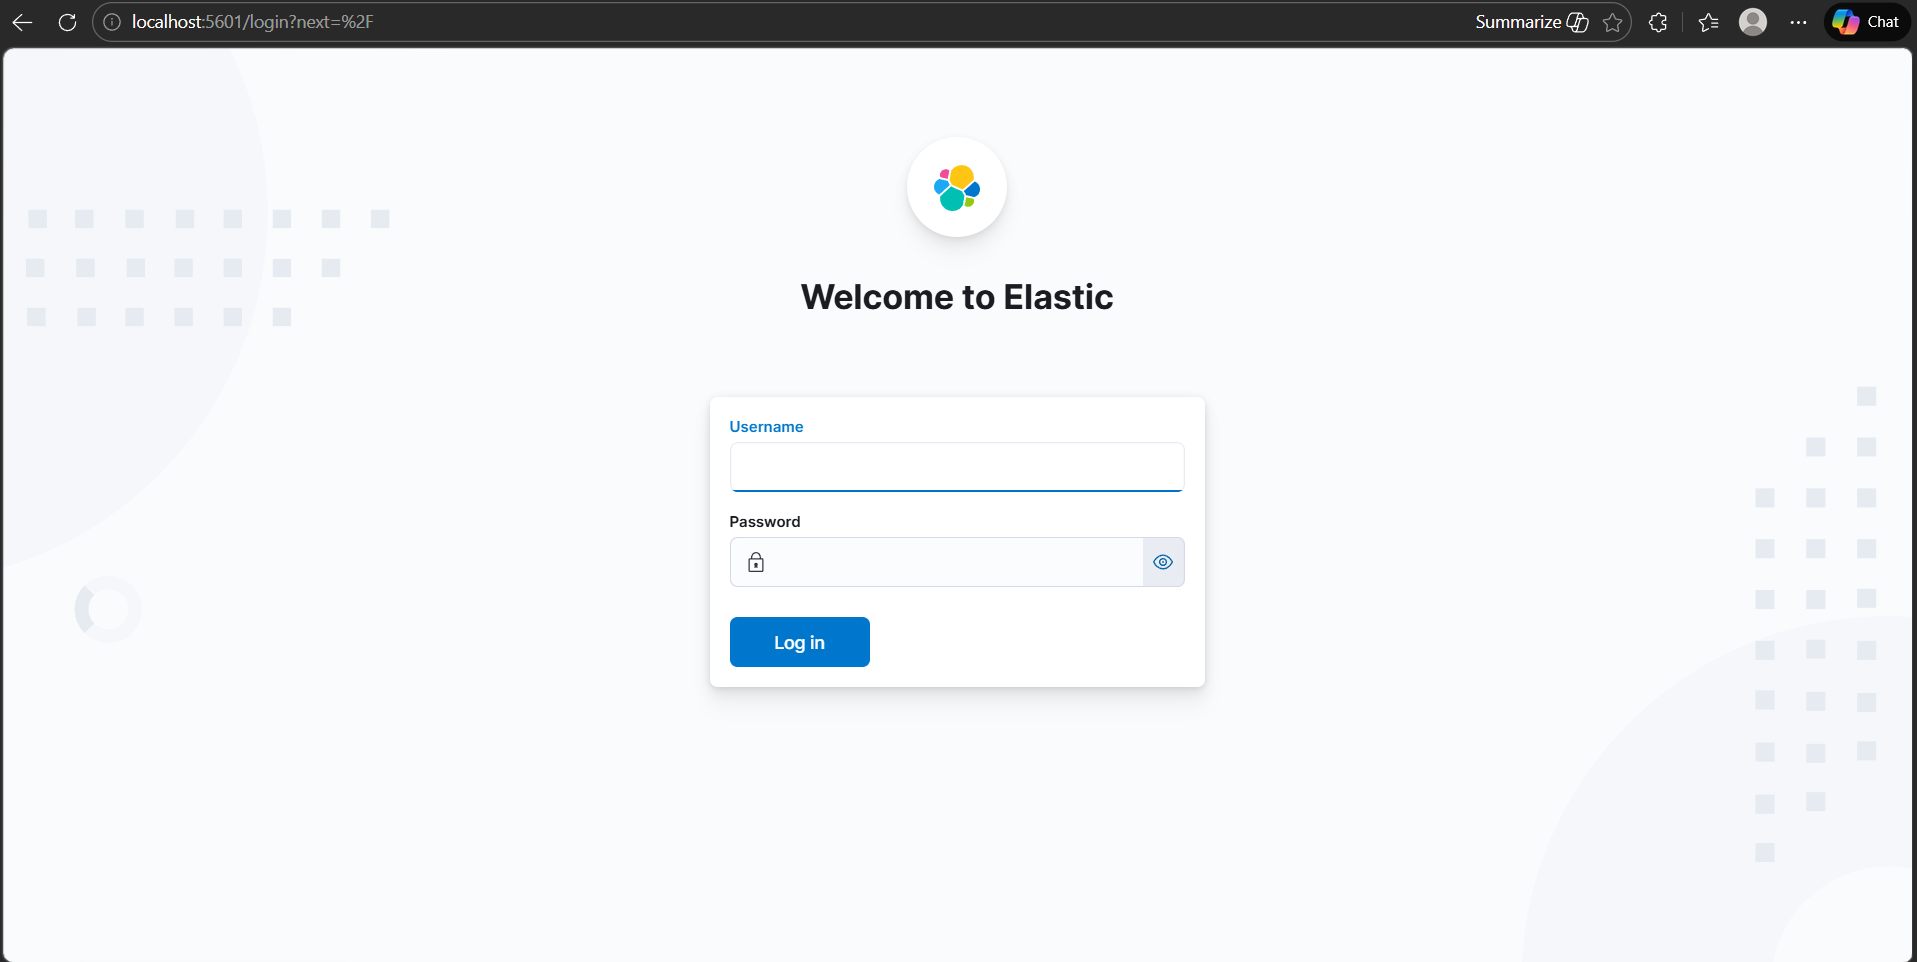 localhost:5601/login?next=%2F
Summarize
Chat
Welcome to Elastic
Username
Password
Log in